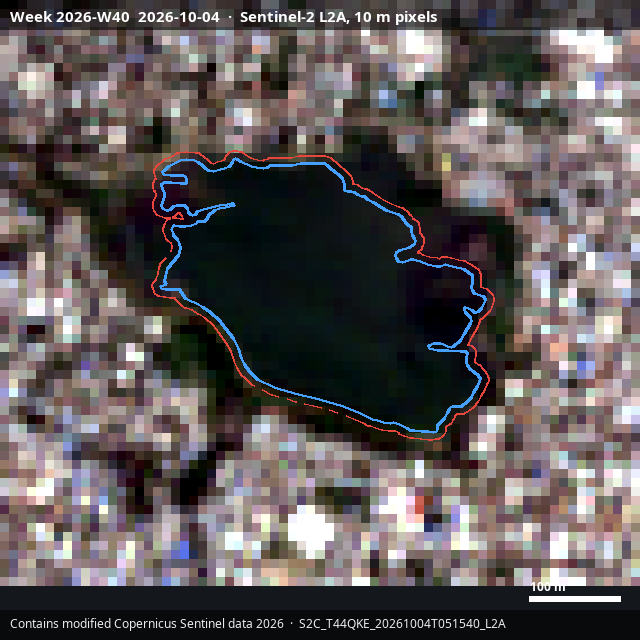 Week 2026-W40  2026-10-04  ·  Sentinel-2 L2A, 10 m pixels
100 m
Contains modified Copernicus Sentinel data 2026  ·  S2C_T44QKE_20261004T051540_L2A